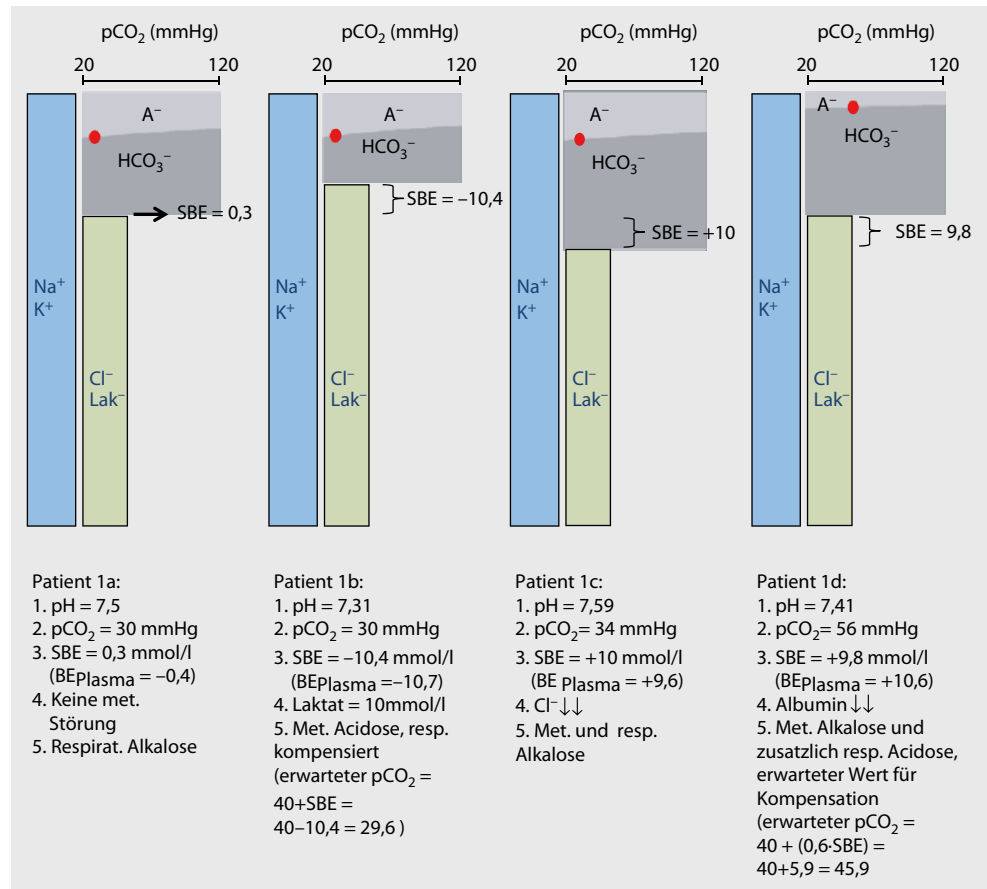 pCO₂ (mmHg)
20 120
A⁻
HCO₃⁻
SBE = 0,3
Na⁺
K⁺
Cl⁻
Lak⁻
pCO₂ (mmHg)
20 120
A⁻
HCO₃⁻
SBE = –10,4
Na⁺
K⁺
Cl⁻
Lak⁻
pCO₂ (mmHg)
20 120
A⁻
HCO₃⁻
SBE = +10
Na⁺
K⁺
Cl⁻
Lak⁻
pCO₂ (mmHg)
20 120
A⁻
HCO₃⁻
SBE = 9,8
Na⁺
K⁺
Cl⁻
Lak⁻
Patient 1a:
1. pH = 7,5
2. pCO₂ = 30 mmHg
3. SBE = 0,3 mmol/l
(BEPlasma = –0,4)
4. Keine met.
Störung
5. Respirat. Alkalose
Patient 1b:
1. pH = 7,31
2. pCO₂ = 30 mmHg
3. SBE = –10,4 mmol/l
(BEPlasma =–10,7)
4. Laktat = 10mmol/l
5. Met. Acidose, resp.
kompensiert
(erwarteter pCO₂ =
40+SBE =
40–10,4 = 29,6 )
Patient 1c:
1. pH = 7,59
2. pCO₂= 34 mmHg
3. SBE = +10 mmol/l
(BE Plasma = +9,6)
4. Cl⁻↓↓
5. Met. und resp.
Alkalose
Patient 1d:
1. pH = 7,41
2. pCO₂= 56 mmHg
3. SBE = +9,8 mmol/l
(BEPlasma = +10,6)
4. Albumin↓↓
5. Met. Alkalose und
zusatzlich resp. Acidose,
erwarteter Wert für
Kompensation
(erwarteter pCO₂ =
40 + (0,6·SBE) =
40+5,9 = 45,9